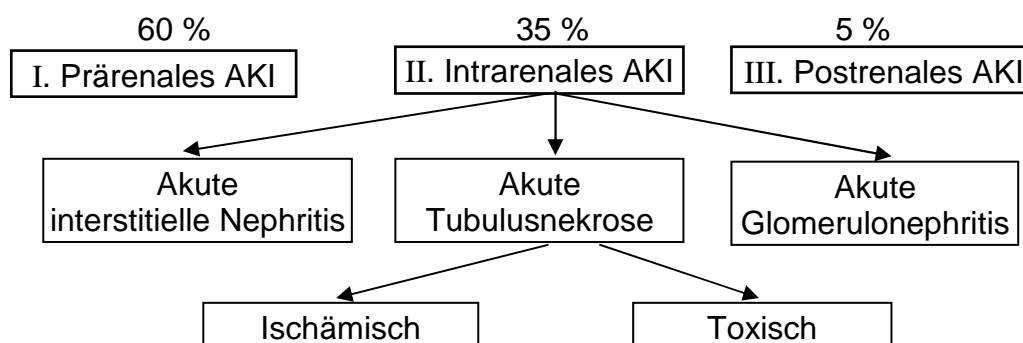 60 %
35 %
5 %
I. Prärenales AKI
II. Intrarenales AKI
III. Postrenales AKI
Akute
interstitielle Nephritis
Akute
Tubulusnekrose
Akute
Glomerulonephritis
Ischämisch
Toxisch